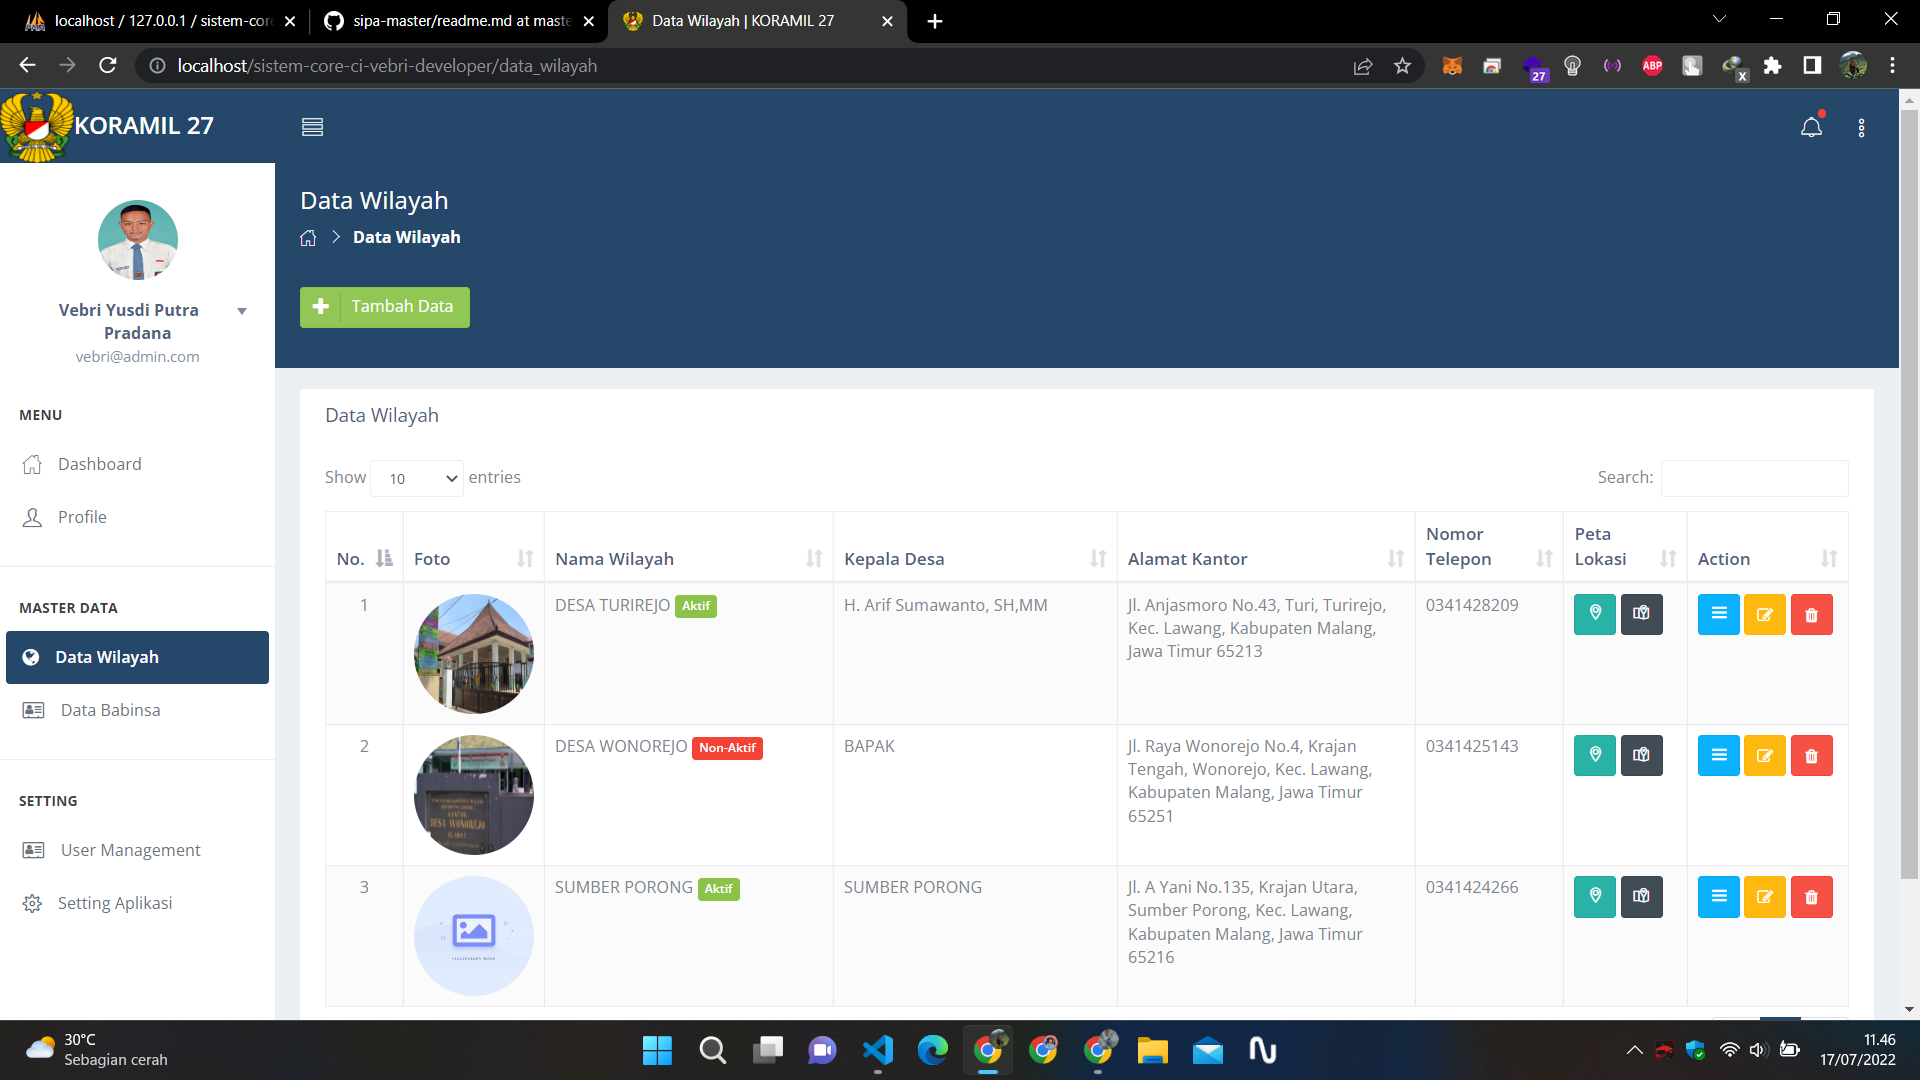 localhost / 127.0.0.1 / sistem-core
sipa-master/readme.md at maste
Data Wilayah | KORAMIL 27
localhost/sistem-core-ci-vebri-developer/data_wilayah
27
ABP
X
KORAMIL 27
Data Wilayah
Data Wilayah
Tambah Data
Vebri Yusdi Putra
Pradana
vebri@admin.com
MENU
Dashboard
Profile
MASTER DATA
Data Wilayah
Data Babinsa
SETTING
User Management
Setting Aplikasi
Data Wilayah
Show 10 entries
Search:
No. Foto Nama Wilayah Kepala Desa Alamat Kantor Nomor Telepon Peta Lokasi Action
1 DESA TURIREJO Aktif H. Arif Sumawanto, SH,MM Jl. Anjasmoro No.43, Turi, Turirejo, 0341428209
Kec. Lawang, Kabupaten Malang,
Jawa Timur 65213
2 DESA WONOREJO Non-Aktif BAPAK Jl. Raya Wonorejo No.4, Krajan 0341425143
Tengah, Wonorejo, Kec. Lawang,
Kabupaten Malang, Jawa Timur
65251
KANTOR
DESA WONOREJO
3 SUMBER PORONG Aktif SUMBER PORONG Jl. A Yani No.135, Krajan Utara, 0341424266
Sumber Porong, Kec. Lawang,
Kabupaten Malang, Jawa Timur
65216
30°C
Sebagian cerah
11.46
17/07/2022